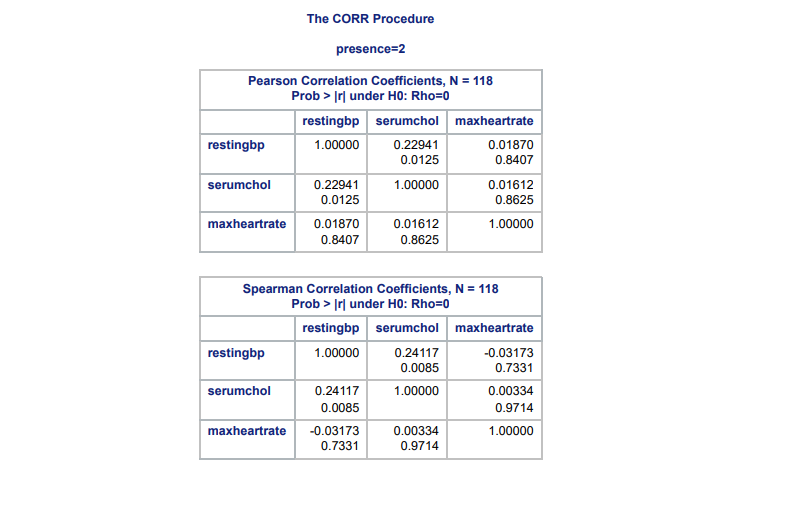 The CORR Procedure
presence=2
Pearson Correlation Coefficients, N = 118
Prob > |r| under H0: Rho=0
restingbp serumchol maxheartrate
restingbp 1.00000 0.22941 0.01870
0.0125 0.8407
serumchol 0.22941 1.00000 0.01612
0.0125 0.8625
maxheartrate 0.01870 0.01612 1.00000
0.8407 0.8625
Spearman Correlation Coefficients, N = 118
Prob > |r| under H0: Rho=0
restingbp serumchol maxheartrate
restingbp 1.00000 0.24117 -0.03173
0.0085 0.7331
serumchol 0.24117 1.00000 0.00334
0.0085 0.9714
maxheartrate -0.03173 0.00334 1.00000
0.7331 0.9714